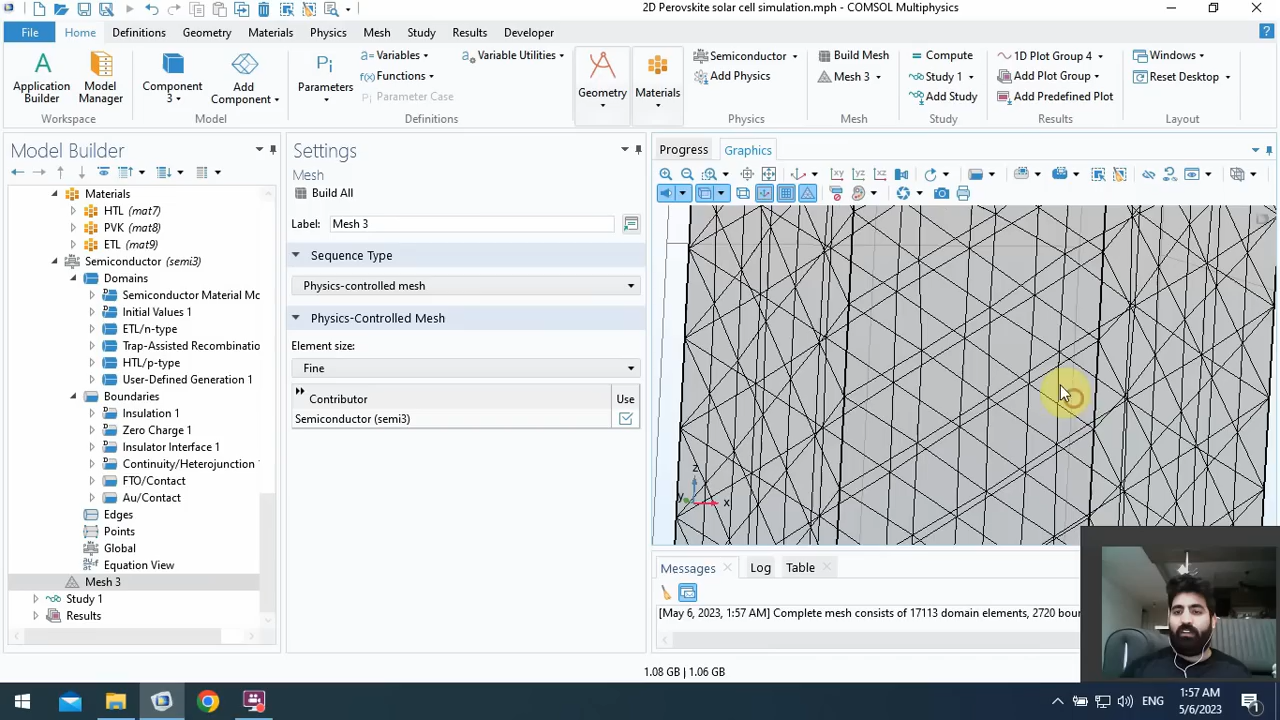 2D Perovskite solar cell simulation.mph - COMSOL Multiphysics
File Home Definitions Geometry Materials Physics Mesh Study Results Developer
Application Builder
Model Manager
Workspace
Component 3
Add Component
Model
Pi
Parameters
a= Variables
f(x) Functions
Parameter Case
Variable Utilities
Definitions
Geometry
Materials
Semiconductor
Add Physics
Physics
Build Mesh
Mesh 3
Mesh
Compute
Study 1
Add Study
Study
1D Plot Group 4
Add Plot Group
Add Predefined Plot
Results
Windows
Reset Desktop
Layout
Model Builder
Materials
HTL (mat7)
PVK (mat8)
ETL (mat9)
Semiconductor (semi3)
Domains
Semiconductor Material Mc
Initial Values 1
ETL/n-type
Trap-Assisted Recombinatio
HTL/p-type
User-Defined Generation 1
Boundaries
Insulation 1
Zero Charge 1
Insulator Interface 1
Continuity/Heterojunction
FTO/Contact
Au/Contact
Edges
Points
Global
Equation View
Mesh 3
Study 1
Results
Settings
Mesh
Build All
Label: Mesh 3
Sequence Type
Physics-controlled mesh
Physics-Controlled Mesh
Element size:
Fine
Contributor Use
Semiconductor (semi3)
Progress Graphics
xy yz xz
z
y x
Messages Log Table
[May 6, 2023, 1:57 AM] Complete mesh consists of 17113 domain elements, 2720 boun
1.08 GB | 1.06 GB
ENG
1:57 AM
5/6/2023